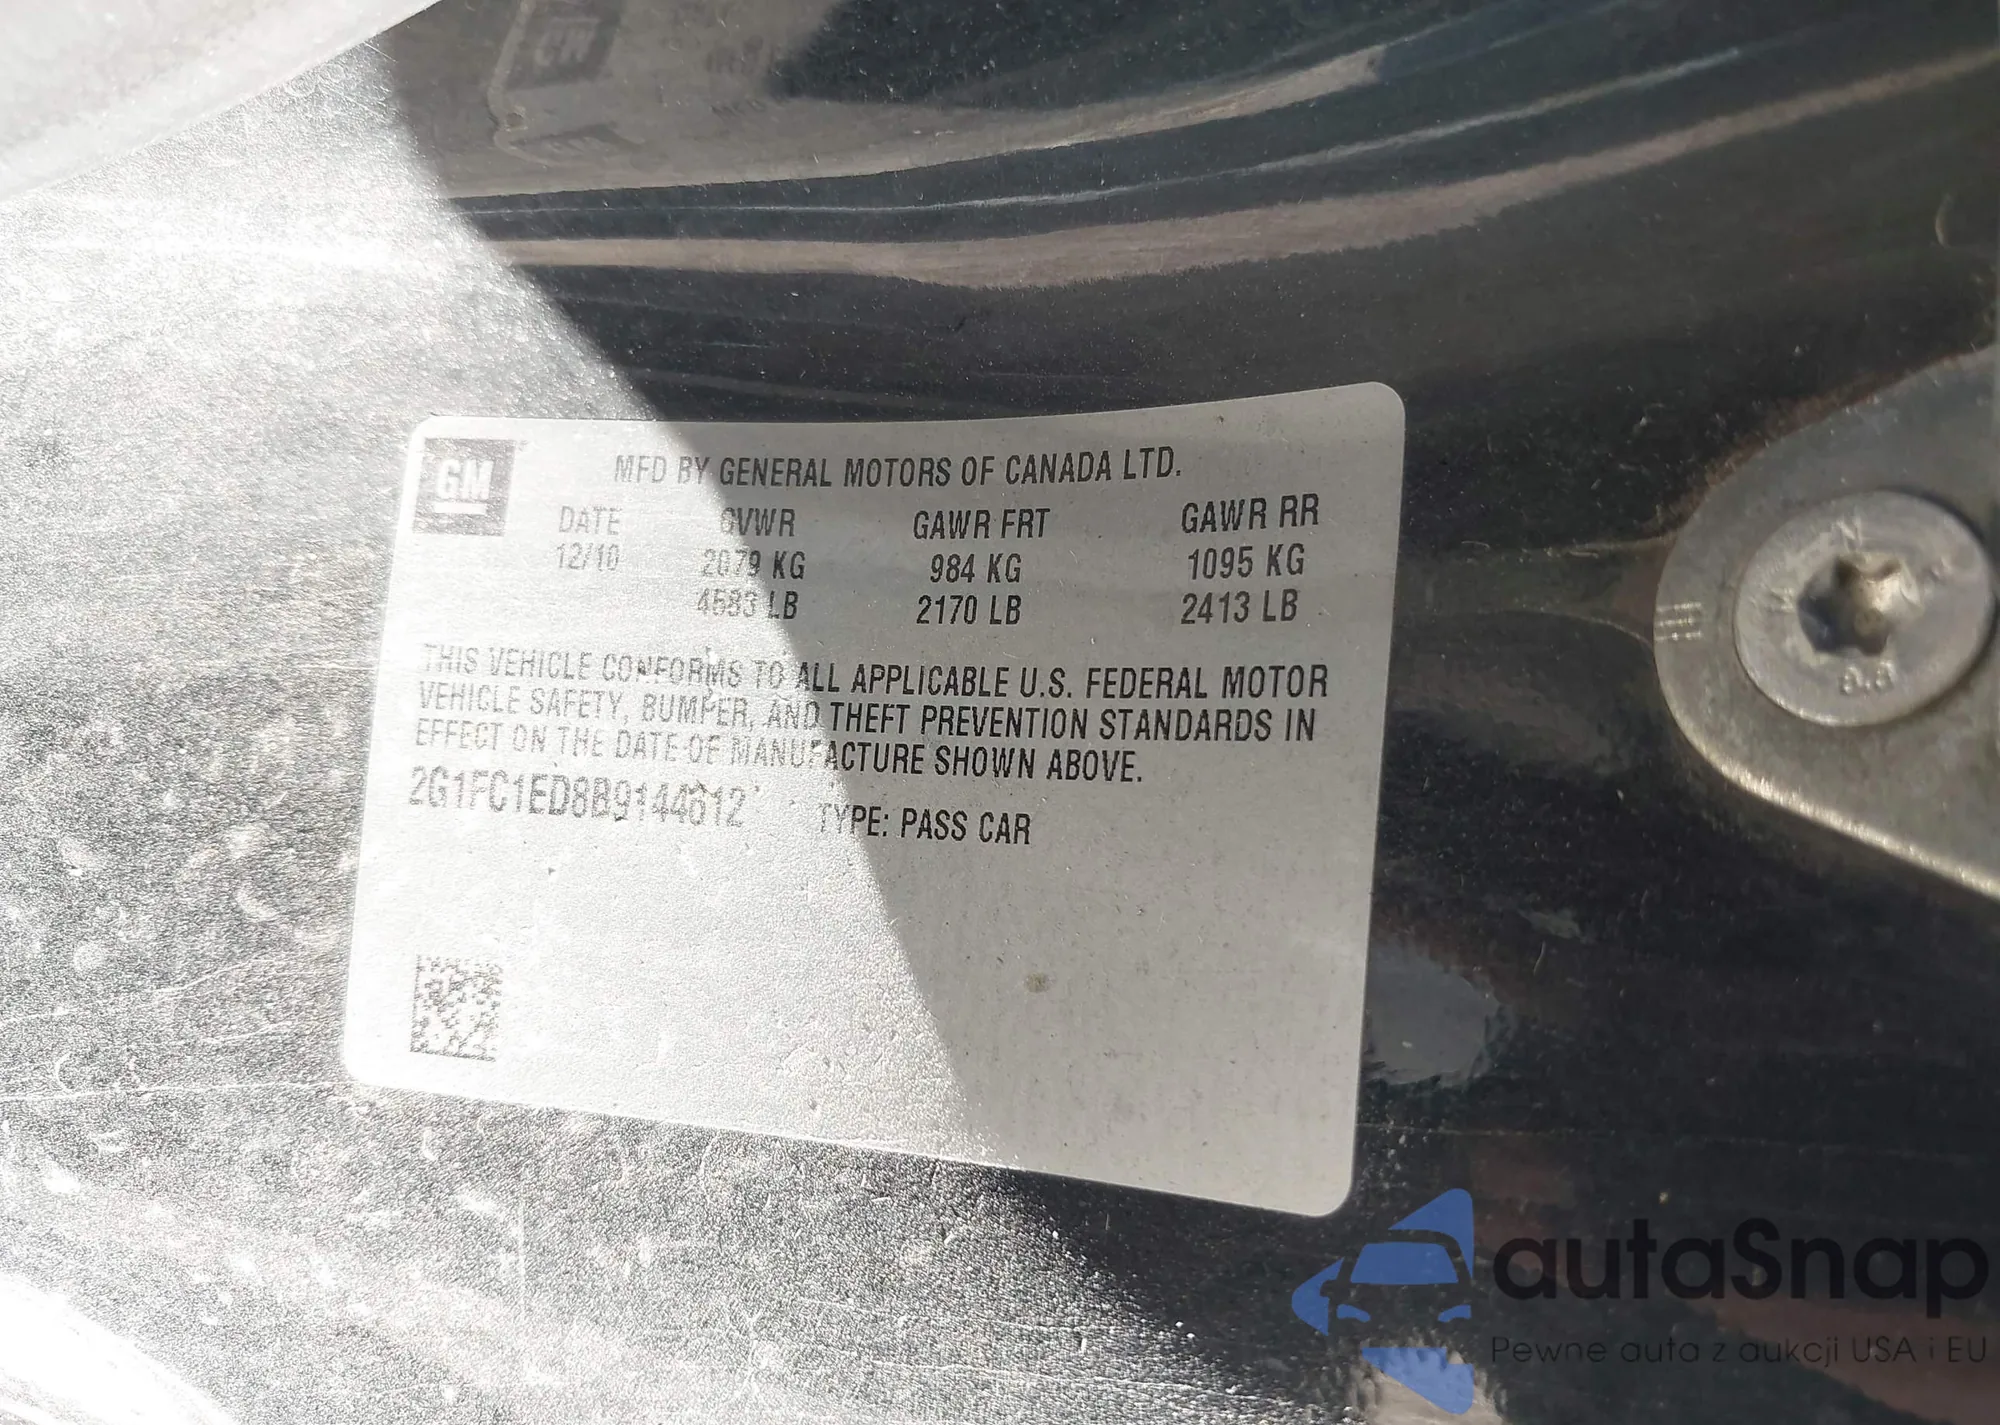 GM
MFD BY GENERAL MOTORS OF CANADA LTD.
DATE GVWR GAWR FRT GAWR RR
12/10 2079 KG 984 KG 1095 KG
4583 LB 2170 LB 2413 LB
THIS VEHICLE CONFORMS TO ALL APPLICABLE U.S. FEDERAL MOTOR
VEHICLE SAFETY, BUMPER, AND THEFT PREVENTION STANDARDS IN
EFFECT ON THE DATE OF MANUFACTURE SHOWN ABOVE.
TYPE: PASS CAR
autaSnap
Pewne auta z aukcji USA i EU